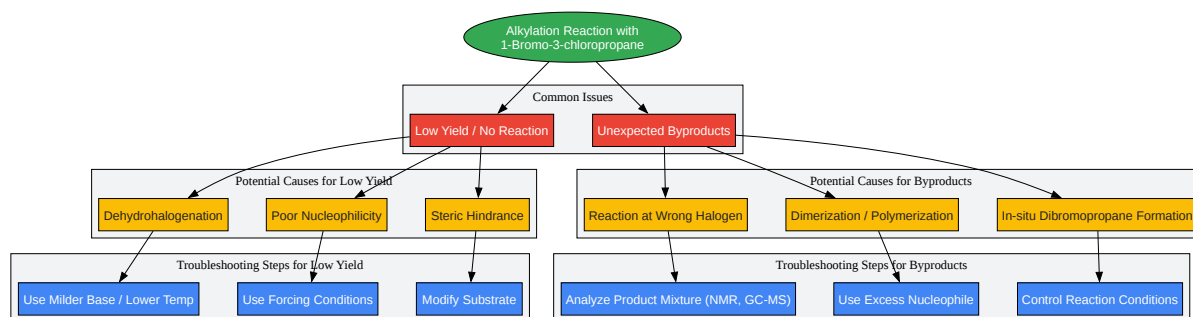 Alkylation Reaction with
1-Bromo-3-chloropropane
Common Issues
Low Yield / No Reaction
Unexpected Byproducts
Potential Causes for Low Yield
Potential Causes for Byproducts
Dehydrohalogenation
Poor Nucleophilicity
Steric Hindrance
Reaction at Wrong Halogen
Dimerization / Polymerization
In-situ Dibromopropane Formation
Troubleshooting Steps for Low Yield
Troubleshooting Steps for Byproducts
Use Milder Base / Lower Temp
Use Forcing Conditions
Modify Substrate
Analyze Product Mixture (NMR, GC-MS)
Use Excess Nucleophile
Control Reaction Conditions